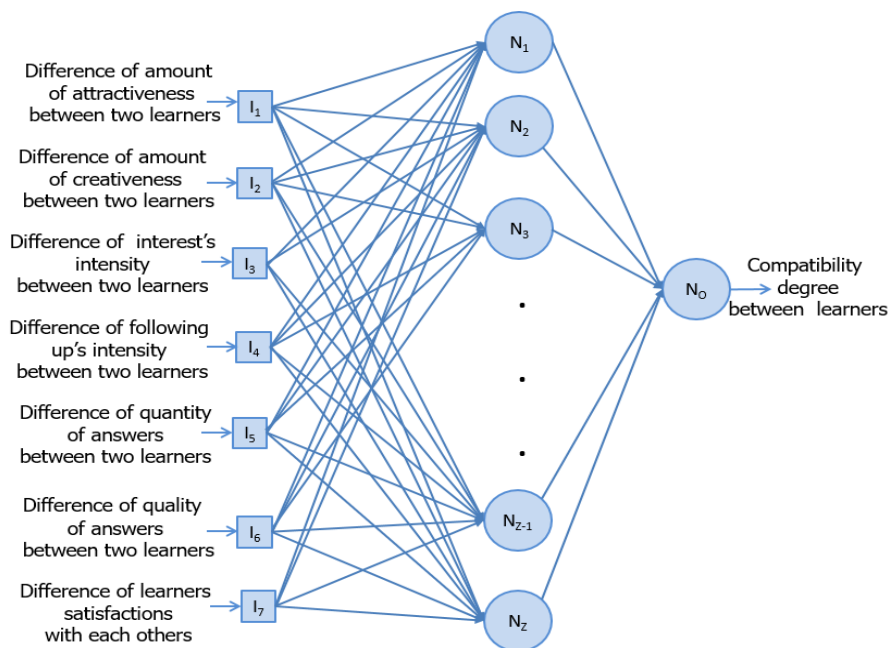 Difference of amount
of attractiveness
between two learners
I1
Difference of amount
of creativeness
between two learners
I2
Difference of interest's
intensity
between two learners
I3
Difference of following
up's intensity
between two learners
I4
Difference of quantity
of answers
between two learners
I5
Difference of quality
of answers
between two learners
I6
Difference of learners
satisfactions
with each others
I7
N1
N2
N3
.
.
.
NZ-1
NZ
NO
Compatibility
degree
between learners